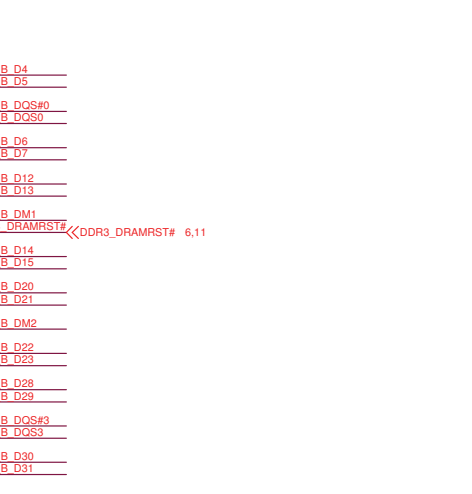 B_D4
B_D5
B_DQS#0
B_DQS0
B_D6
B_D7
B_D12
B_D13
B_DM1
_DRAMRST# DDR3_DRAMRST# 6,11
B_D14
B_D15
B_D20
B_D21
B_DM2
B_D22
B_D23
B_D28
B_D29
B_DQS#3
B_DQS3
B_D30
B_D31